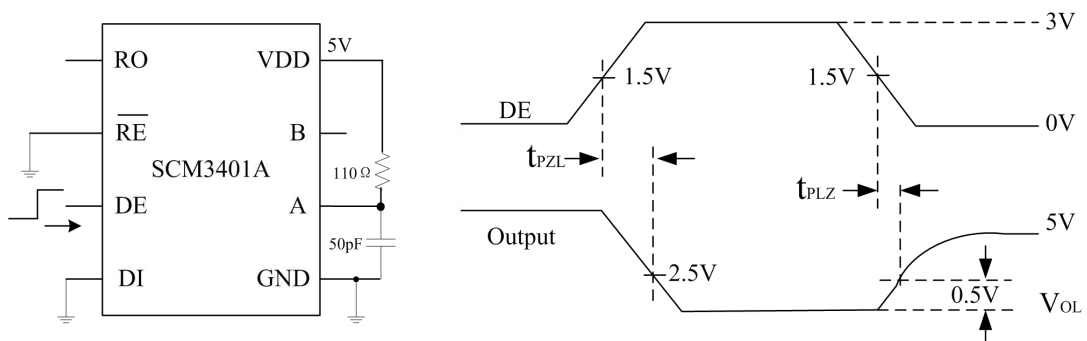 RO
VDD
5V
RE
B
SCM3401A
110Ω
DE
A
50pF
DI
GND
3V
1.5V
1.5V
DE
0V
tPZL
tPLZ
Output
5V
2.5V
0.5V
VOL